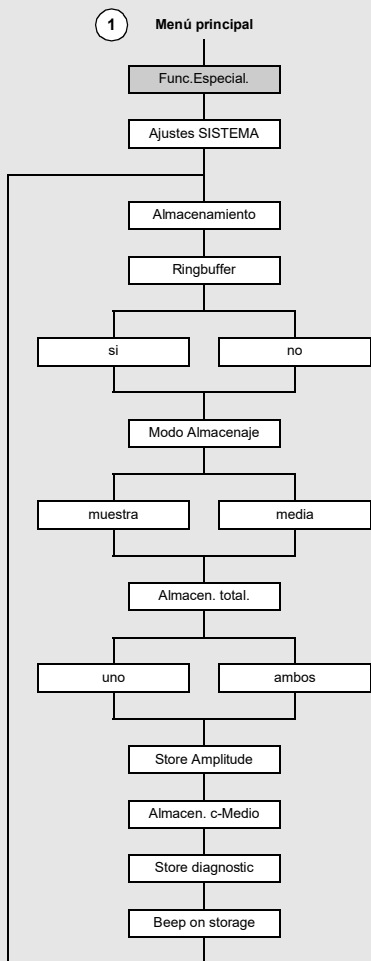 1 Menú principal
Func.Especial.
Ajustes SISTEMA
Almacenamiento
Ringbuffer
si no
Modo Almacenaje
muestra media
Almacen. total.
uno ambos
Store Amplitude
Almacen. c-Medio
Store diagnostic
Beep on storage